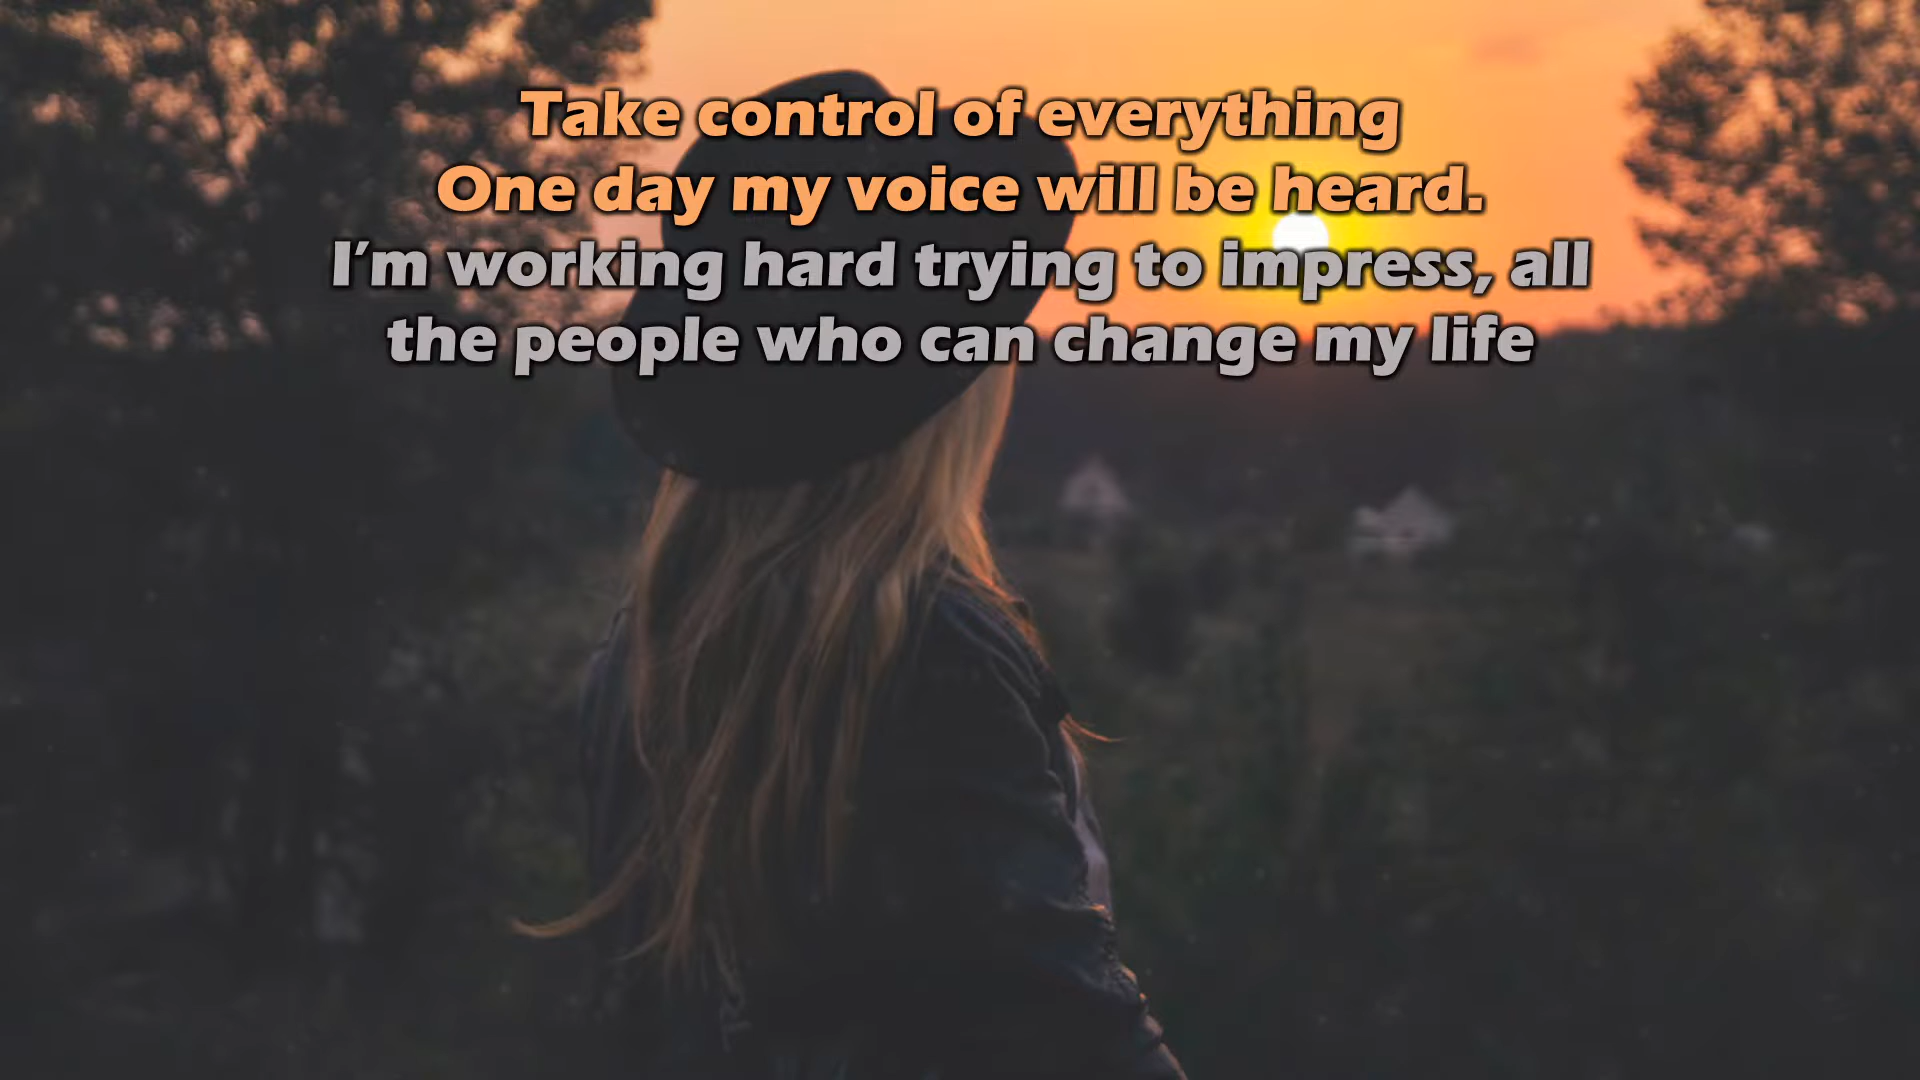 Take control of everything
One day my voice will be heard.
I'm working hard trying to impress, all
the people who can change my life